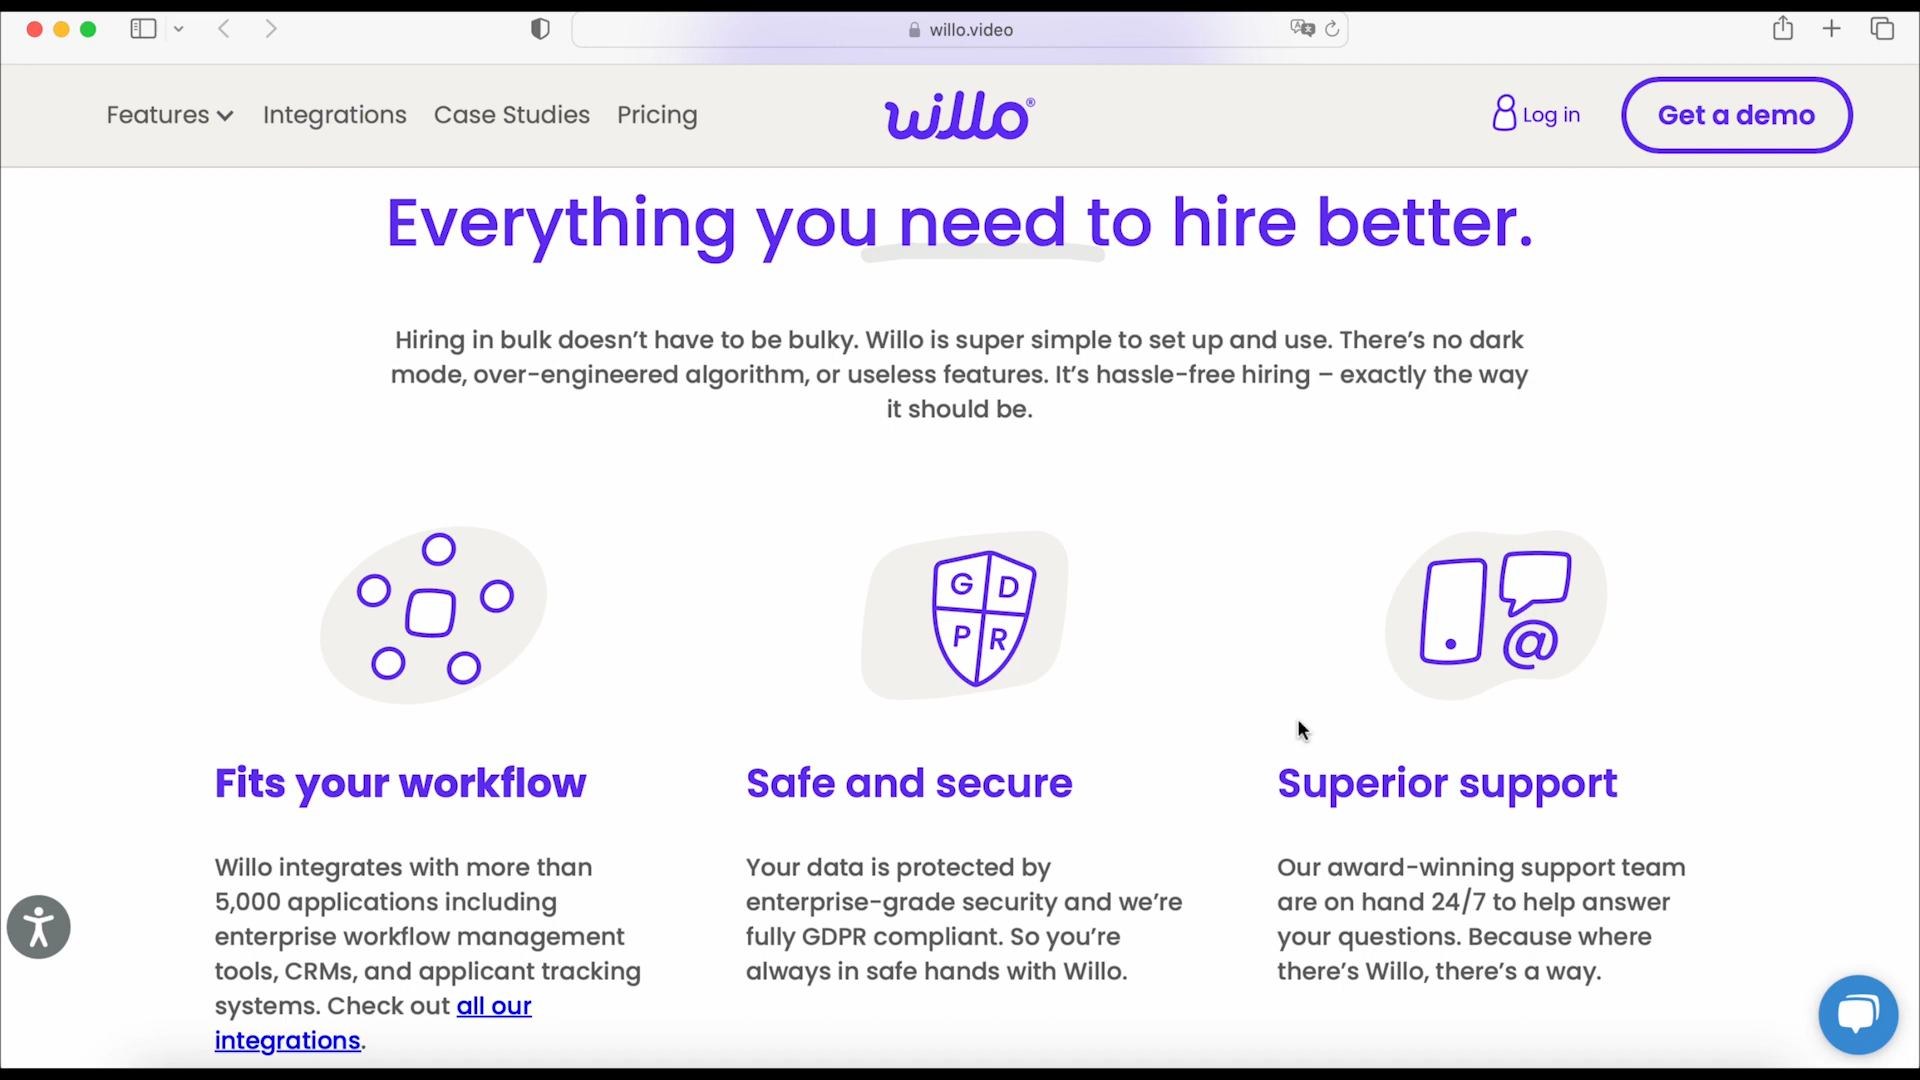 willo.video
Features
Integrations
Case Studies
Pricing
willo®
Log in
Get a demo
Everything you need to hire better.
Hiring in bulk doesn't have to be bulky. Willo is super simple to set up and use. There's no dark
mode, over-engineered algorithm, or useless features. It's hassle-free hiring – exactly the way
it should be.
G D
P R
Fits your workflow
Willo integrates with more than
5,000 applications including
enterprise workflow management
tools, CRMs, and applicant tracking
systems. Check out all our
integrations.
Safe and secure
Your data is protected by
enterprise-grade security and we're
fully GDPR compliant. So you're
always in safe hands with Willo.
@
Superior support
Our award-winning support team
are on hand 24/7 to help answer
your questions. Because where
there's Willo, there's a way.